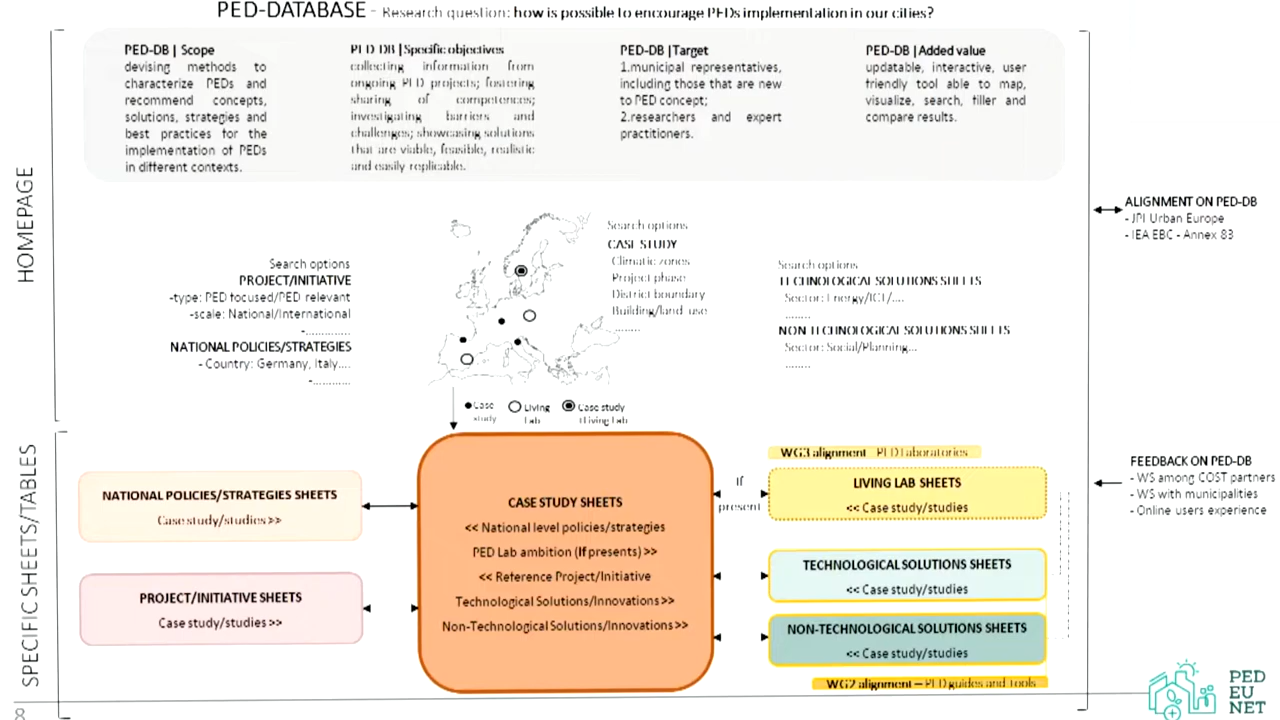 PED-DATABASE - Research question: how is possible to encourage PEDs implementation in our cities?
HOMEPAGE
PED-DB | Scope
devising methods to
characterize PEDs and
recommend concepts,
solutions, strategies and
best practices for the
implementation of PEDs
in different contexts.
PED-DB | Specific objectives
collecting information from
ongoing PED projects; fostering
sharing of competences;
investigating barriers and
challenges; showcasing solutions
that are viable, feasible, realistic
and easily replicable.
PED-DB | Target
1.municipal representatives,
including those that are new
to PED concept;
2.researchers and expert
practitioners.
PED-DB | Added value
updatable, interactive, user
friendly tool able to map,
visualize, search, filler and
compare results.
ALIGNMENT ON PED-DB
- JPI Urban Europe
- IEA EBC - Annex 83
Search options
PROJECT/INITIATIVE
-type: PED focused/PED relevant
-scale: National/International
-.............
NATIONAL POLICIES/STRATEGIES
- Country: Germany, Italy....
-.............
Search options
CASE STUDY
Climatic zones
Project phase
District boundary
Building/land use
........
Search options
TECHNOLOGICAL SOLUTIONS SHEETS
Sector: Energy/ICT/....
........
NON TECHNOLOGICAL SOLUTIONS SHEETS
Sector: Social/Planning...
........
Case study
Living Lab
Case study +Living Lab
SPECIFIC SHEETS/TABLES
NATIONAL POLICIES/STRATEGIES SHEETS
Case study/studies >>
PROJECT/INITIATIVE SHEETS
Case study/studies >>
CASE STUDY SHEETS
<< National level policies/strategies
PED Lab ambition (If presents) >>
<< Reference Project/Initiative
Technological Solutions/Innovations >>
Non-Technological Solutions/Innovations >>
If
present
WG3 alignment PED Laboratories
LIVING LAB SHEETS
<< Case study/studies
TECHNOLOGICAL SOLUTIONS SHEETS
<< Case study/studies
NON-TECHNOLOGICAL SOLUTIONS SHEETS
<< Case study/studies
WG2 alignment – PED guides and Tools
FEEDBACK ON PED-DB
- WS among COST partners
- WS with municipalities
- Online users experience
8
PED
EU
NET